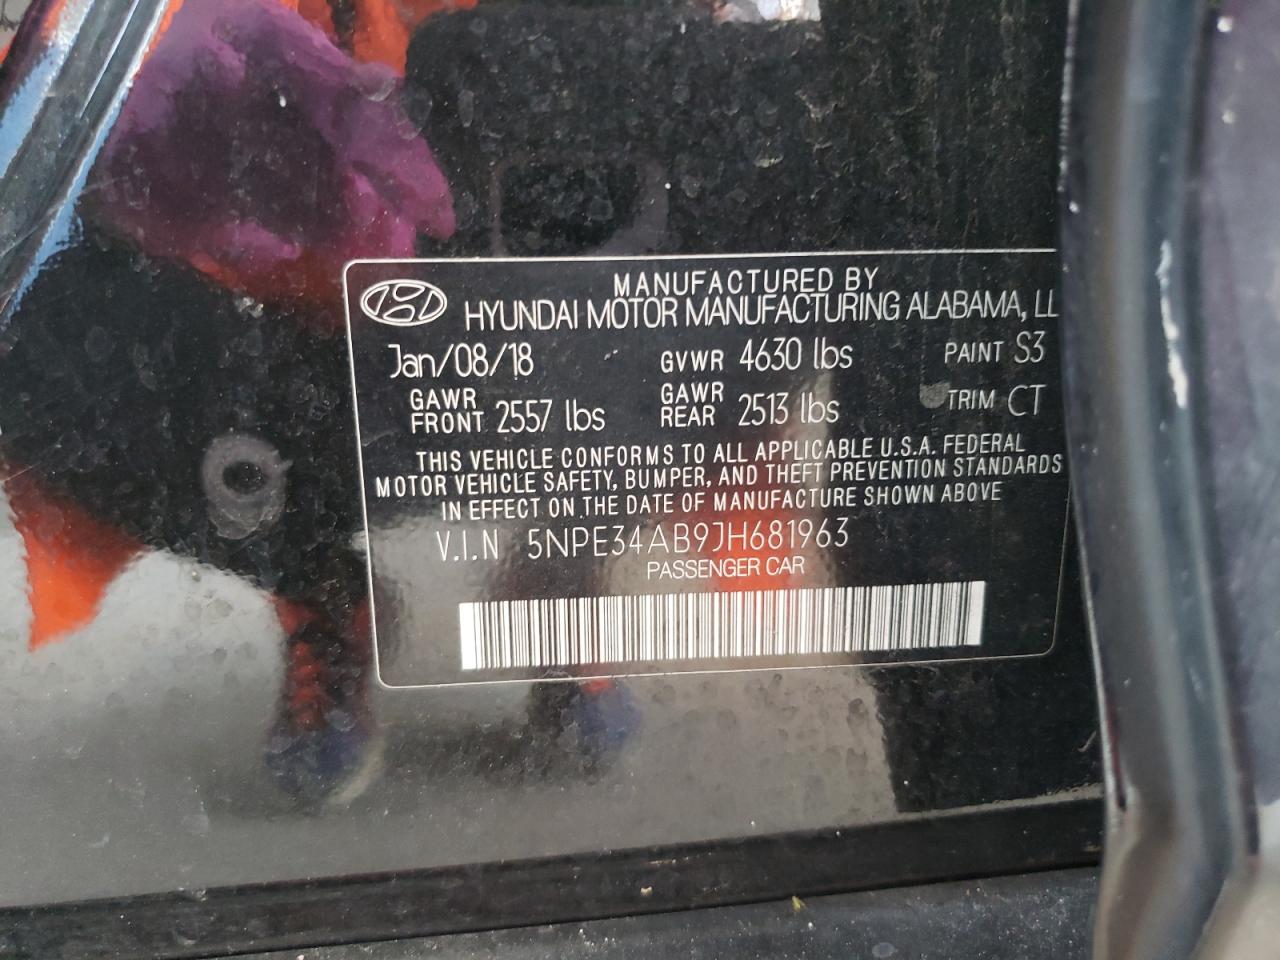 MANUFACTURED BY
HYUNDAI MOTOR MANUFACTURING ALABAMA, LL
Jan/08/18 GVWR 4630 lbs PAINT S3
GAWR FRONT 2557 lbs GAWR REAR 2513 lbs TRIM CT
THIS VEHICLE CONFORMS TO ALL APPLICABLE U.S.A. FEDERAL
MOTOR VEHICLE SAFETY, BUMPER, AND THEFT PREVENTION STANDARDS
IN EFFECT ON THE DATE OF MANUFACTURE SHOWN ABOVE
V.I.N 5NPE34AB9JH681963
PASSENGER CAR